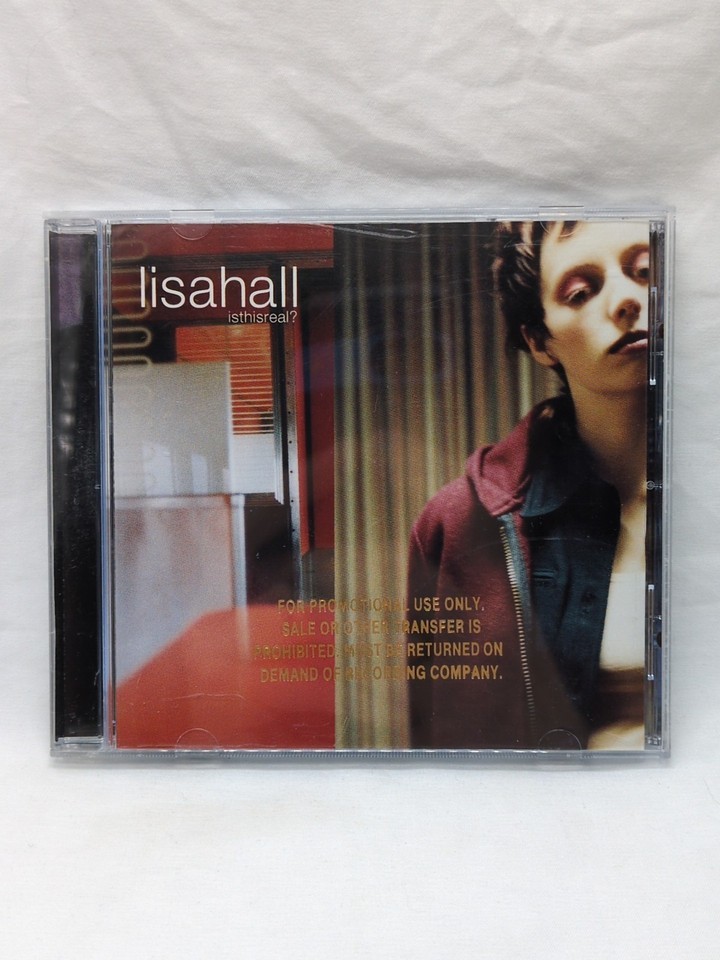 lisahall
isthisreal?
FOR PROMOTIONAL USE ONLY.
SALE OR OTHER TRANSFER IS
PROHIBITED. MUST BE RETURNED ON
DEMAND OF RECORDING COMPANY.